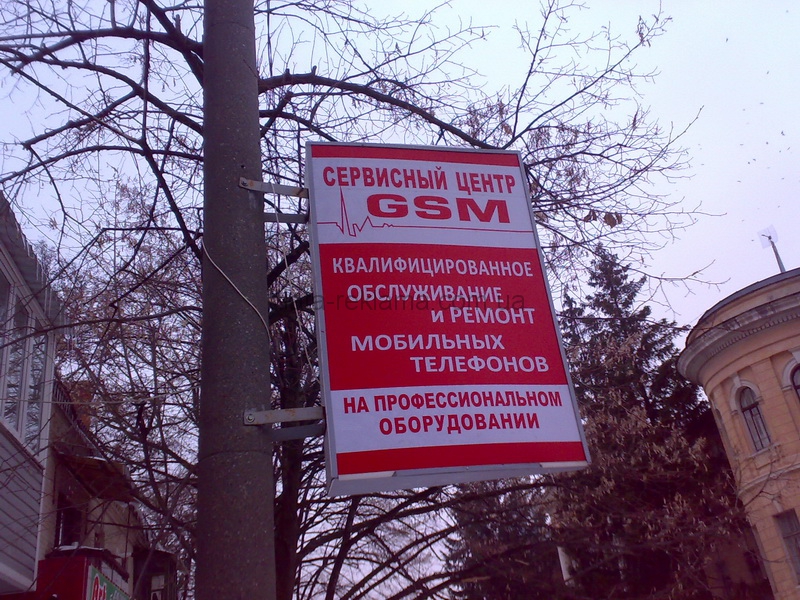 СЕРВИСНЫЙ ЦЕНТР
GSM
КВАЛИФИЦИРОВАННОЕ
ОБСЛУЖИВАНИЕ
И РЕМОНТ
МОБИЛЬНЫХ
ТЕЛЕФОНОВ
НА ПРОФЕССИОНАЛЬНОМ
ОБОРУДОВАНИИ